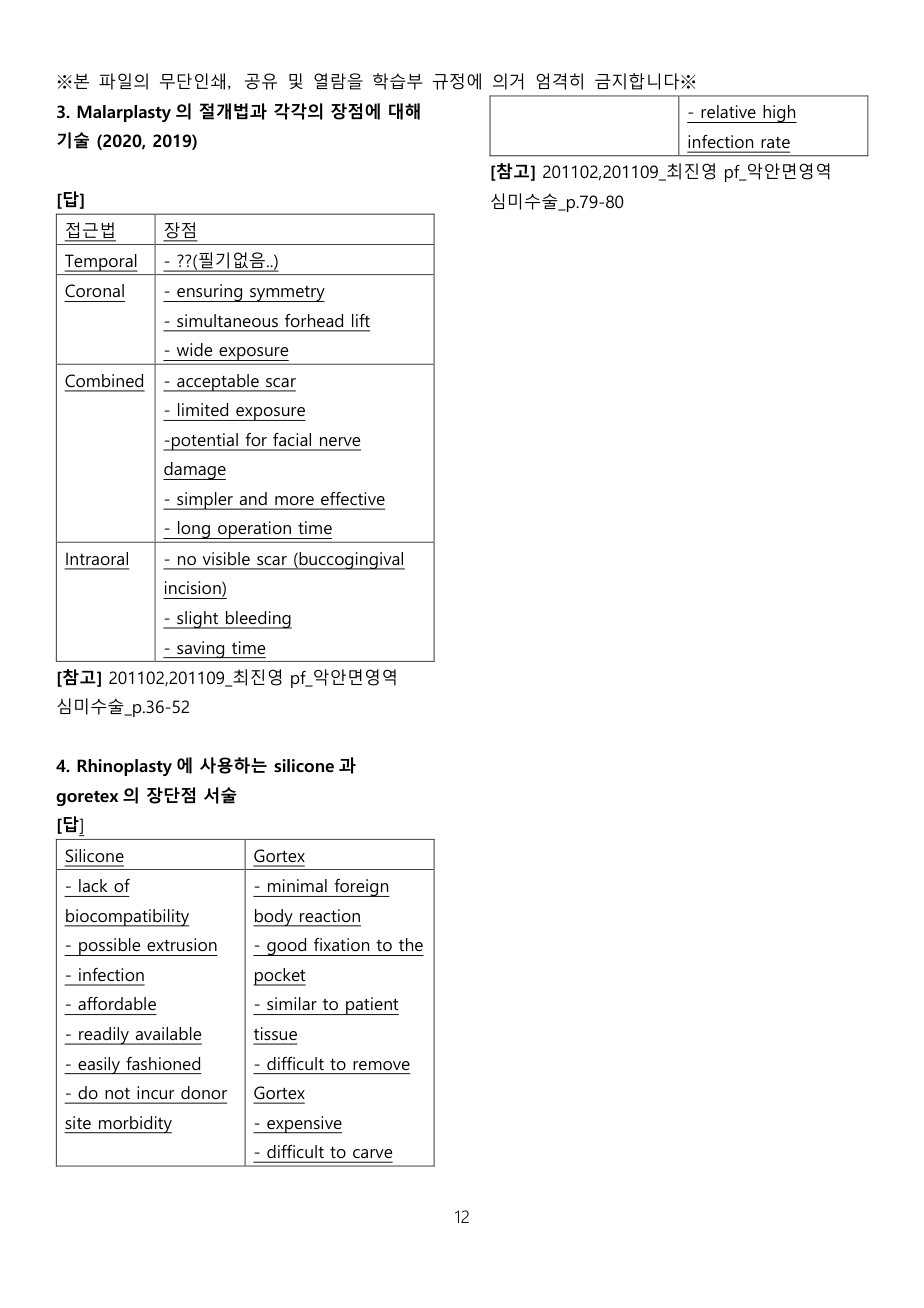 ※본 파일의 무단인쇄, 공유 및 열람을 학습부 규정에 의거 엄격히 금지합니다※
3. Malarplasty 의 절개법과 각각의 장점에 대해
기술 (2020, 2019)
[답]
접근법 장점
Temporal - ??(필기없음..)
Coronal - ensuring symmetry
- simultaneous forhead lift
- wide exposure
Combined - acceptable scar
- limited exposure
-potential for facial nerve
damage
- simpler and more effective
- long operation time
Intraoral - no visible scar (buccogingival
incision)
- slight bleeding
- saving time
[참고] 201102,201109_최진영 pf_악안면영역
심미수술_p.36-52
4. Rhinoplasty 에 사용하는 silicone 과
goretex 의 장단점 서술
[답]
Silicone Gortex
- lack of - minimal foreign
biocompatibility body reaction
- possible extrusion - good fixation to the
- infection pocket
- affordable - similar to patient
- readily available tissue
- easily fashioned - difficult to remove
- do not incur donor Gortex
site morbidity - expensive
- difficult to carve
- relative high
infection rate
[참고] 201102,201109_최진영 pf_악안면영역
심미수술_p.79-80
12